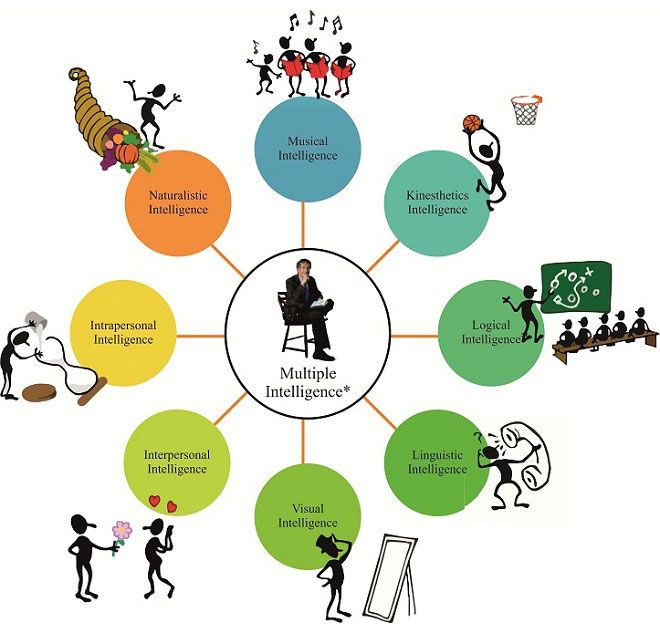 Musical
Intelligence
Naturalistic
Intelligence
Kinesthetics
Intelligence
Intrapersonal
Intelligence
Logical
Intelligence
Multiple
Intelligence*
Interpersonal
Intelligence
Linguistic
Intelligence
?
Visual
Intelligence